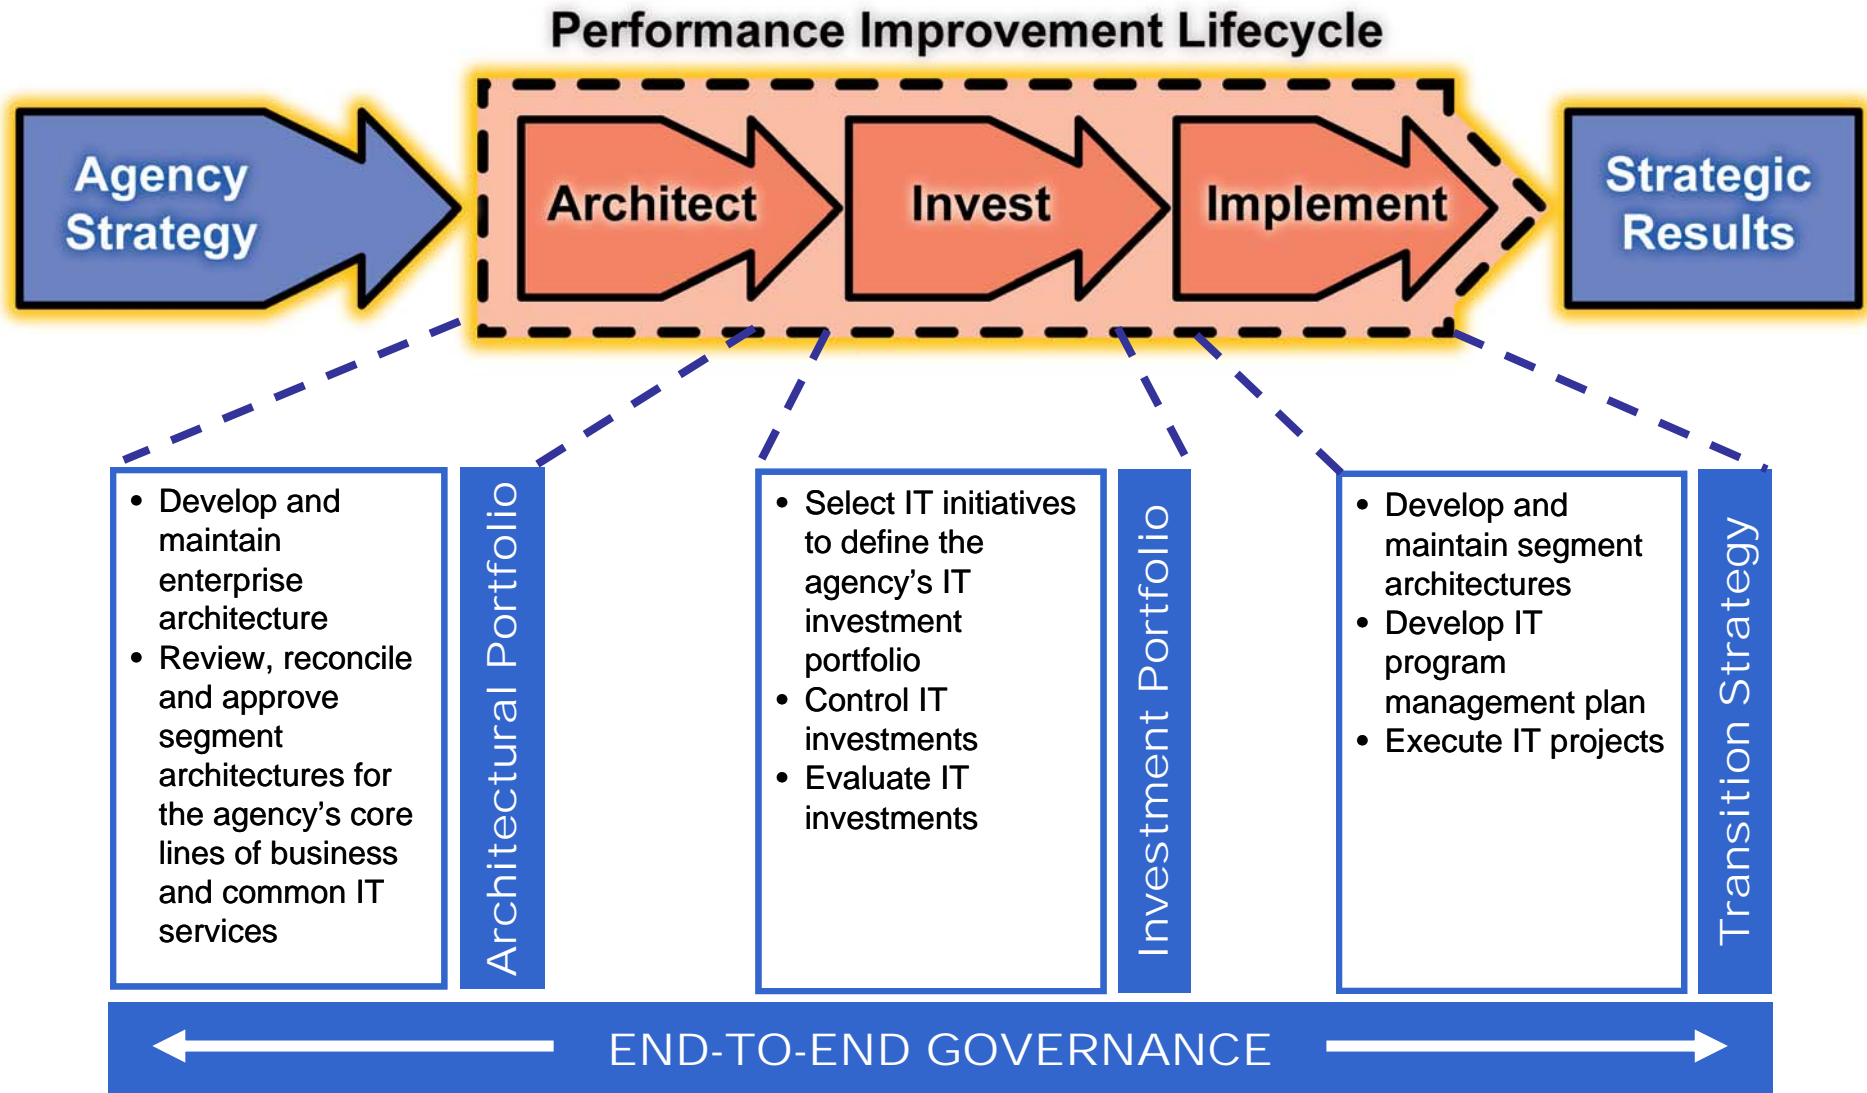 Performance Improvement Lifecycle
Agency
Strategy
Architect
Invest
Implement
Strategic
Results
• Develop and
maintain
enterprise
architecture
• Review, reconcile
and approve
segment
architectures for
the agency’s core
lines of business
and common IT
services
Architectural Portfolio
• Select IT initiatives
to define the
agency’s IT
investment
portfolio
• Control IT
investments
• Evaluate IT
investments
Investment Portfolio
• Develop and
maintain segment
architectures
• Develop IT
program
management plan
• Execute IT projects
Transition Strategy
END-TO-END GOVERNANCE